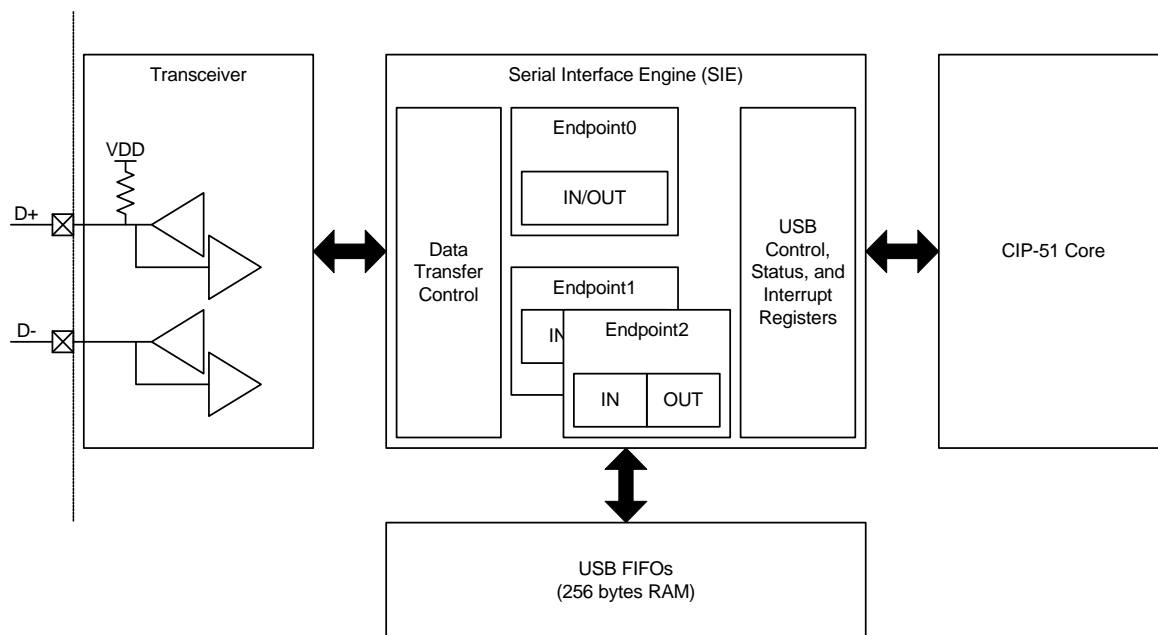 Transceiver
VDD
D+
D-
Serial Interface Engine (SIE)
Data
Transfer
Control
Endpoint0
IN/OUT
Endpoint1
IN
Endpoint2
IN
OUT
USB
Control,
Status, and
Interrupt
Registers
CIP-51 Core
USB FIFOs
(256 bytes RAM)